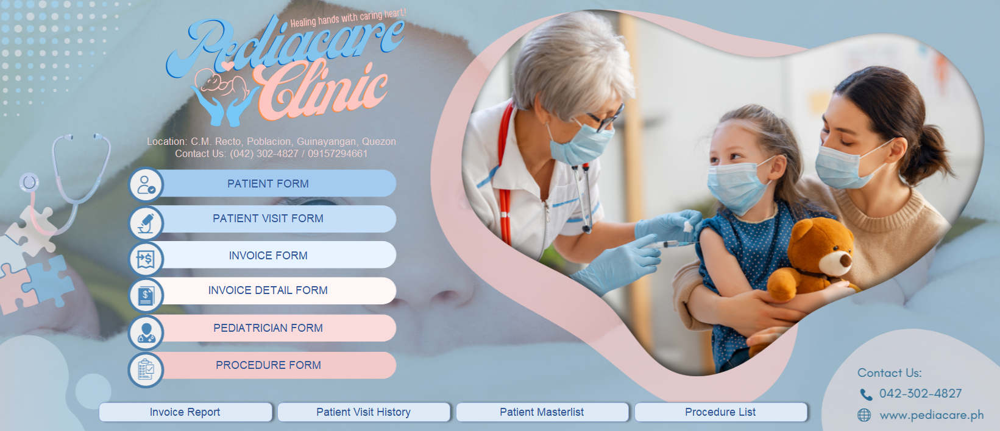 Healing hands with caring heart!
Pediacare
Clinic
Location: C.M. Recto, Poblacion, Guinayangan, Quezon
Contact Us: (042) 302-4827 / 09157294661
PATIENT FORM
PATIENT VISIT FORM
INVOICE FORM
INVOICE DETAIL FORM
PEDIATRICIAN FORM
PROCEDURE FORM
Invoice Report
Patient Visit History
Patient Masterlist
Procedure List
Contact Us:
042-302-4827
www.pediacare.ph